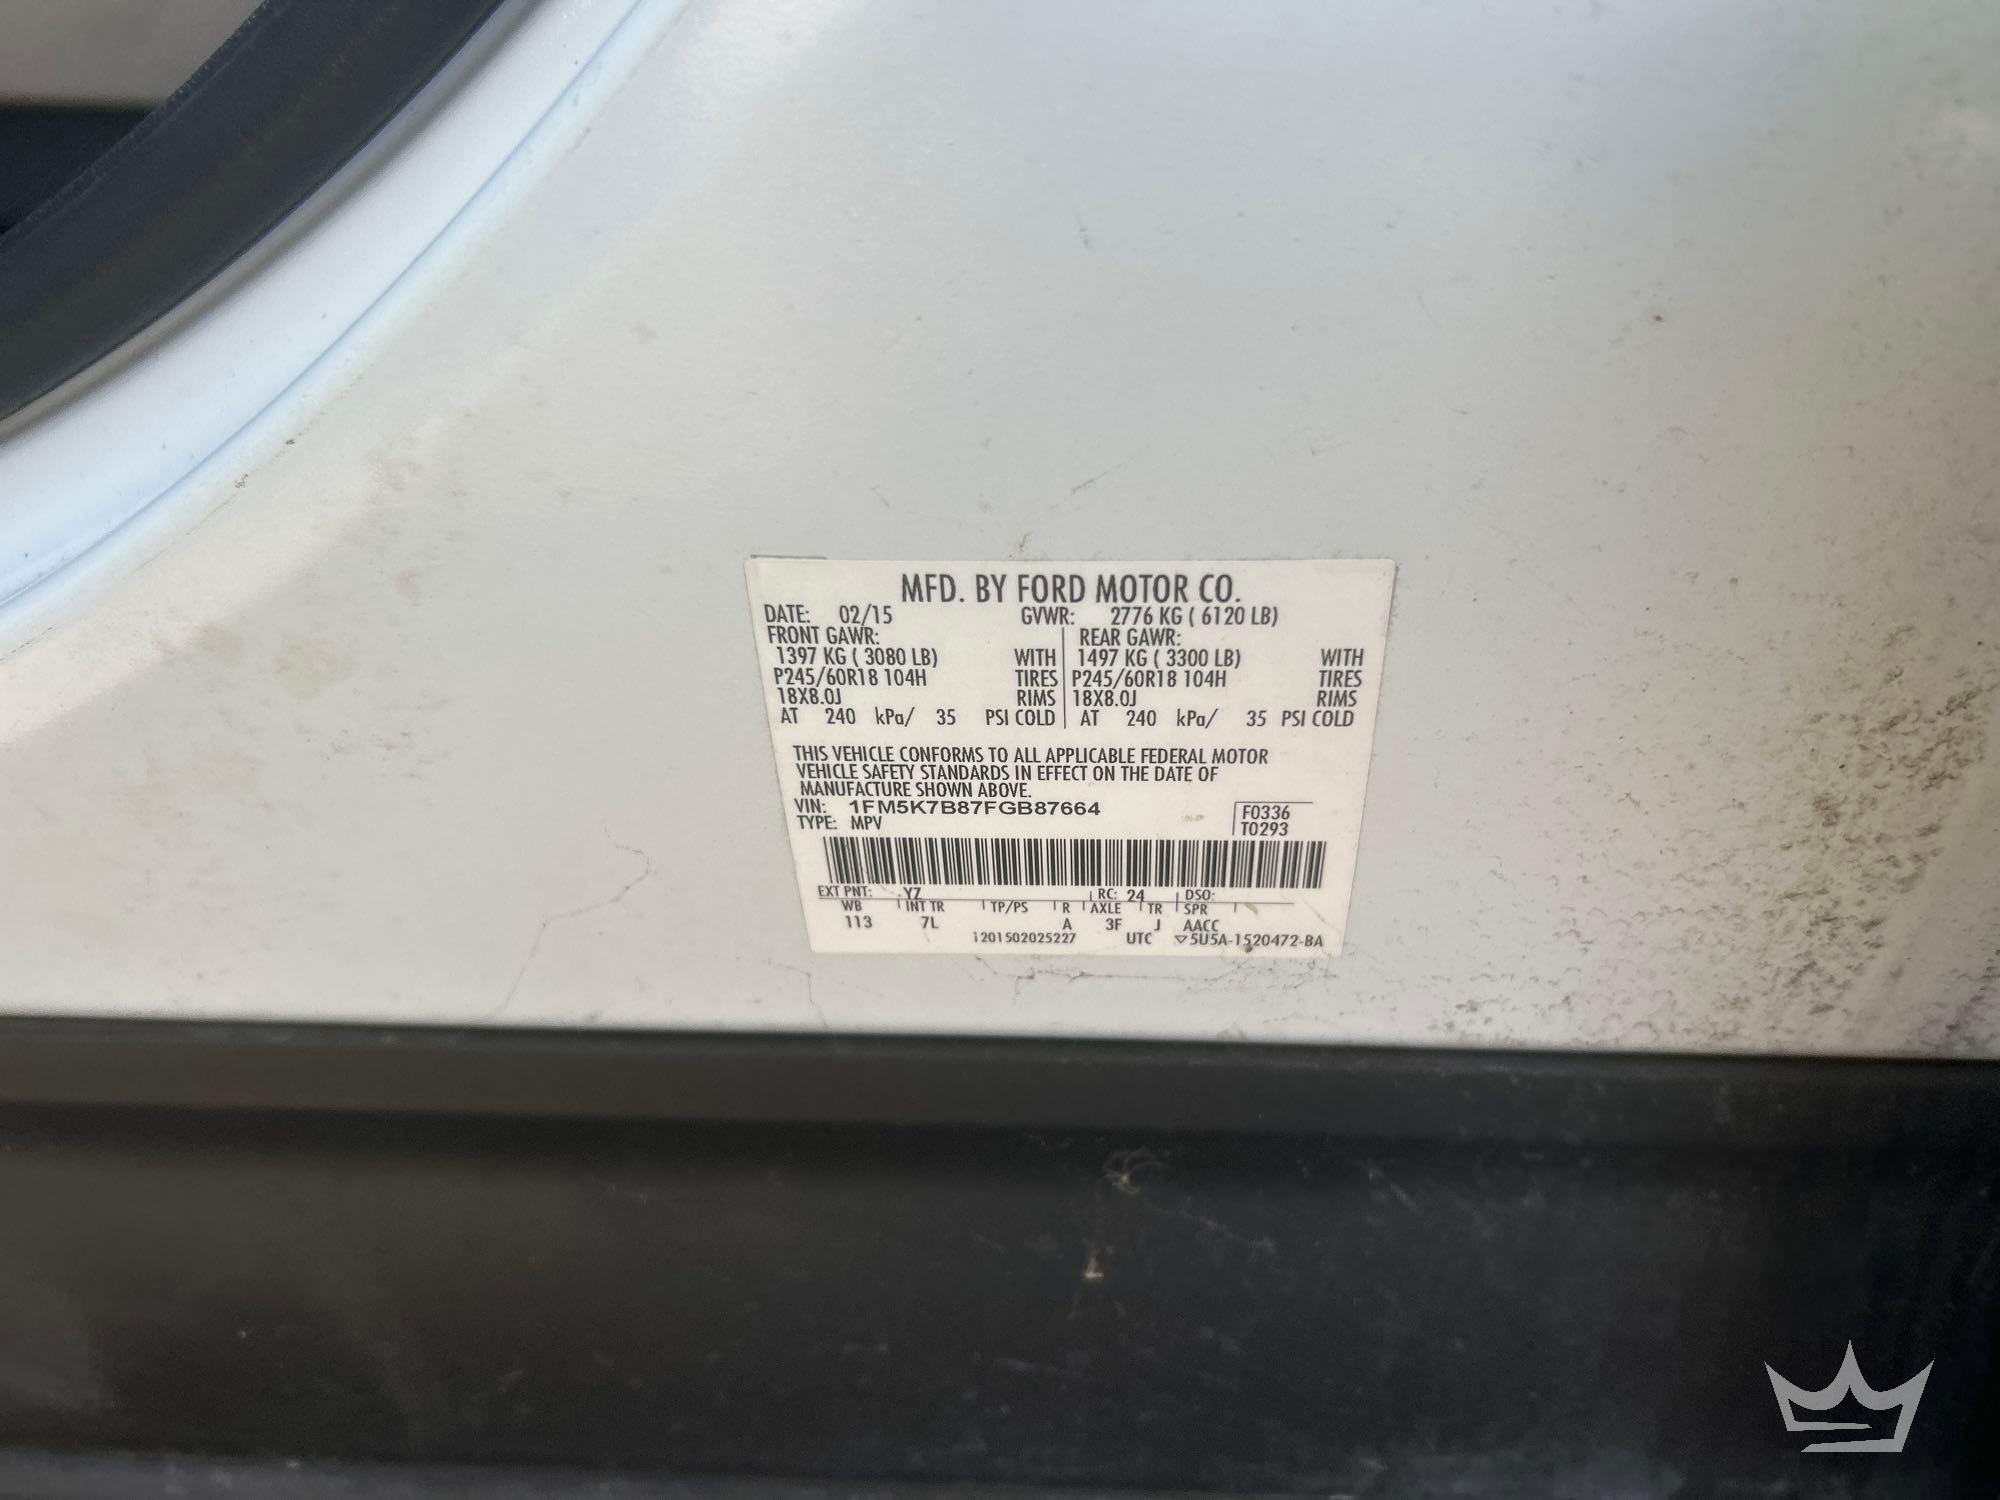 MFD. BY FORD MOTOR CO.
DATE: 02/15 GVWR: 2776 KG ( 6120 LB)
FRONT GAWR: REAR GAWR:
1397 KG ( 3080 LB) WITH 1497 KG ( 3300 LB) WITH
P245/60R18 104H TIRES P245/60R18 104H TIRES
18X8.0J RIMS 18X8.0J RIMS
AT 240 kPa/ 35 PSI COLD AT 240 kPa/ 35 PSI COLD
THIS VEHICLE CONFORMS TO ALL APPLICABLE FEDERAL MOTOR
VEHICLE SAFETY STANDARDS IN EFFECT ON THE DATE OF
MANUFACTURE SHOWN ABOVE.
VIN: 1FM5K7B87FGB87664 F0336
TYPE: MPV T0293
EXT PNT: YZ RC: 24 DSO:
WB INT TR TP/PS R AXLE TR SPR
113 7L A 3F J AACC
1201502025227 UTC ▽5U5A-1520472-BA